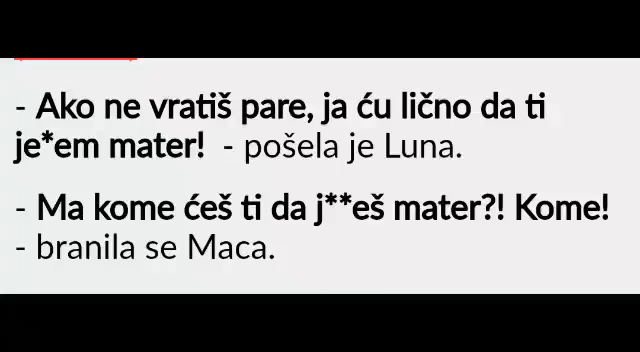 - Ako ne vratiš pare, ja ću lično da ti
je*em mater! - pošela je Luna.
- Ma kome ćeš ti da j**eš mater?! Kome!
- branila se Maca.